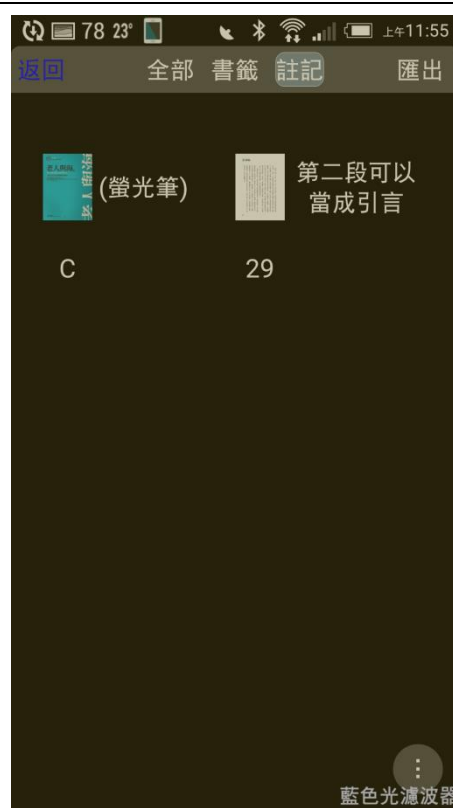 78 23° 上午11:55
返回 全部 書籤 註記 匯出
(螢光筆)
第二段可以
當成引言
C 29
藍色光濾波器